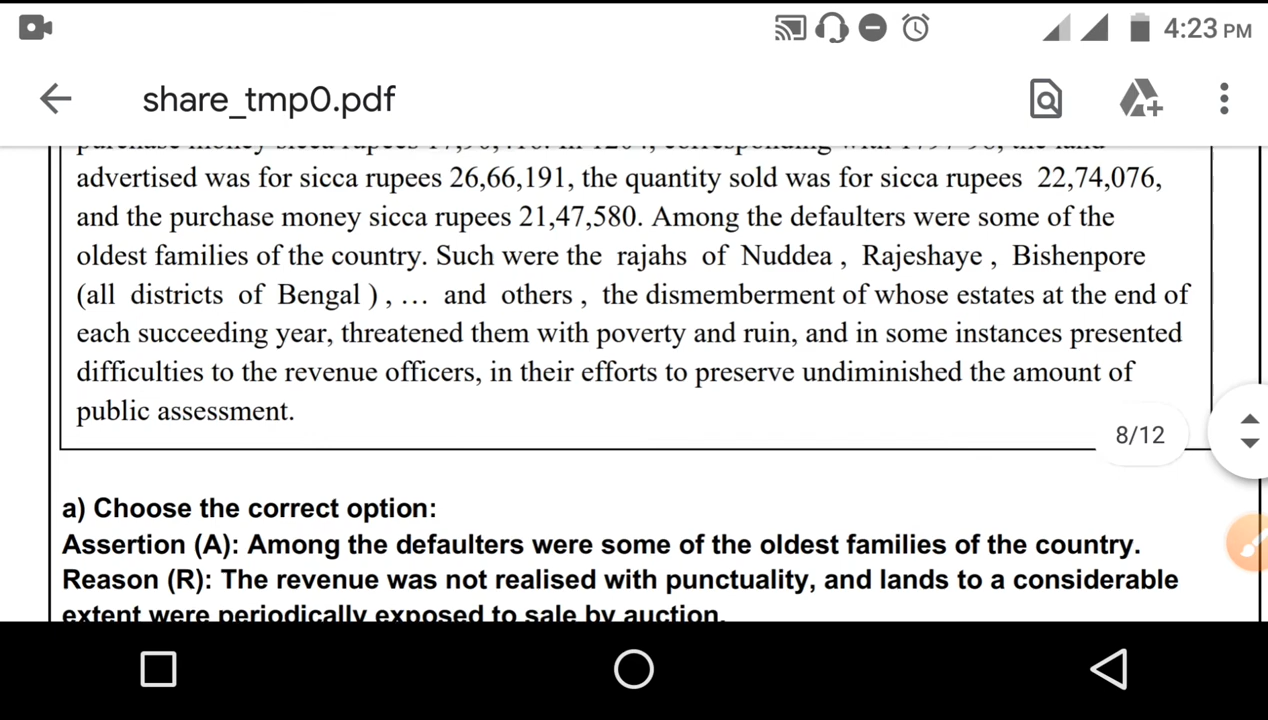 4:23 PM
share_tmp0.pdf
advertised was for sicca rupees 26,66,191, the quantity sold was for sicca rupees 22,74,076,
and the purchase money sicca rupees 21,47,580. Among the defaulters were some of the
oldest families of the country. Such were the rajahs of Nuddea , Rajeshaye , Bishenpore
(all districts of Bengal ) , ... and others , the dismemberment of whose estates at the end of
each succeeding year, threatened them with poverty and ruin, and in some instances presented
difficulties to the revenue officers, in their efforts to preserve undiminished the amount of
public assessment.
8/12
a) Choose the correct option:
Assertion (A): Among the defaulters were some of the oldest families of the country.
Reason (R): The revenue was not realised with punctuality, and lands to a considerable
extent were periodically exposed to sale by auction.